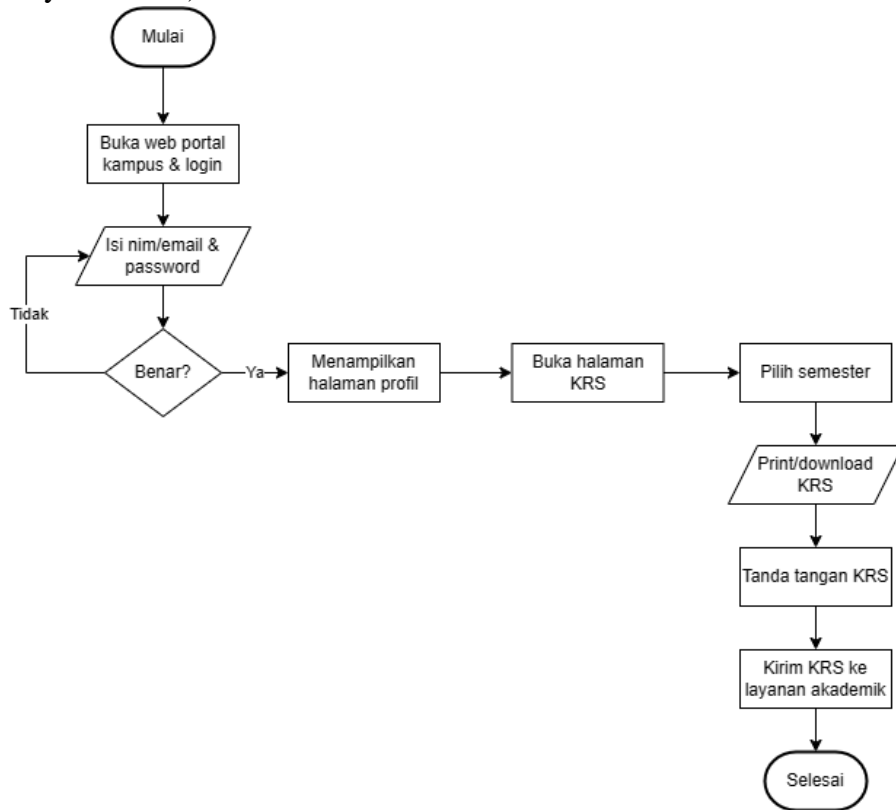 Mulai
Buka web portal
kampus & login
Isi nim/email &
password
Tidak
Benar?
Ya
Menampilkan
halaman profil
Buka halaman
KRS
Pilih semester
Print/download
KRS
Tanda tangan KRS
Kirim KRS ke
layanan akademik
Selesai